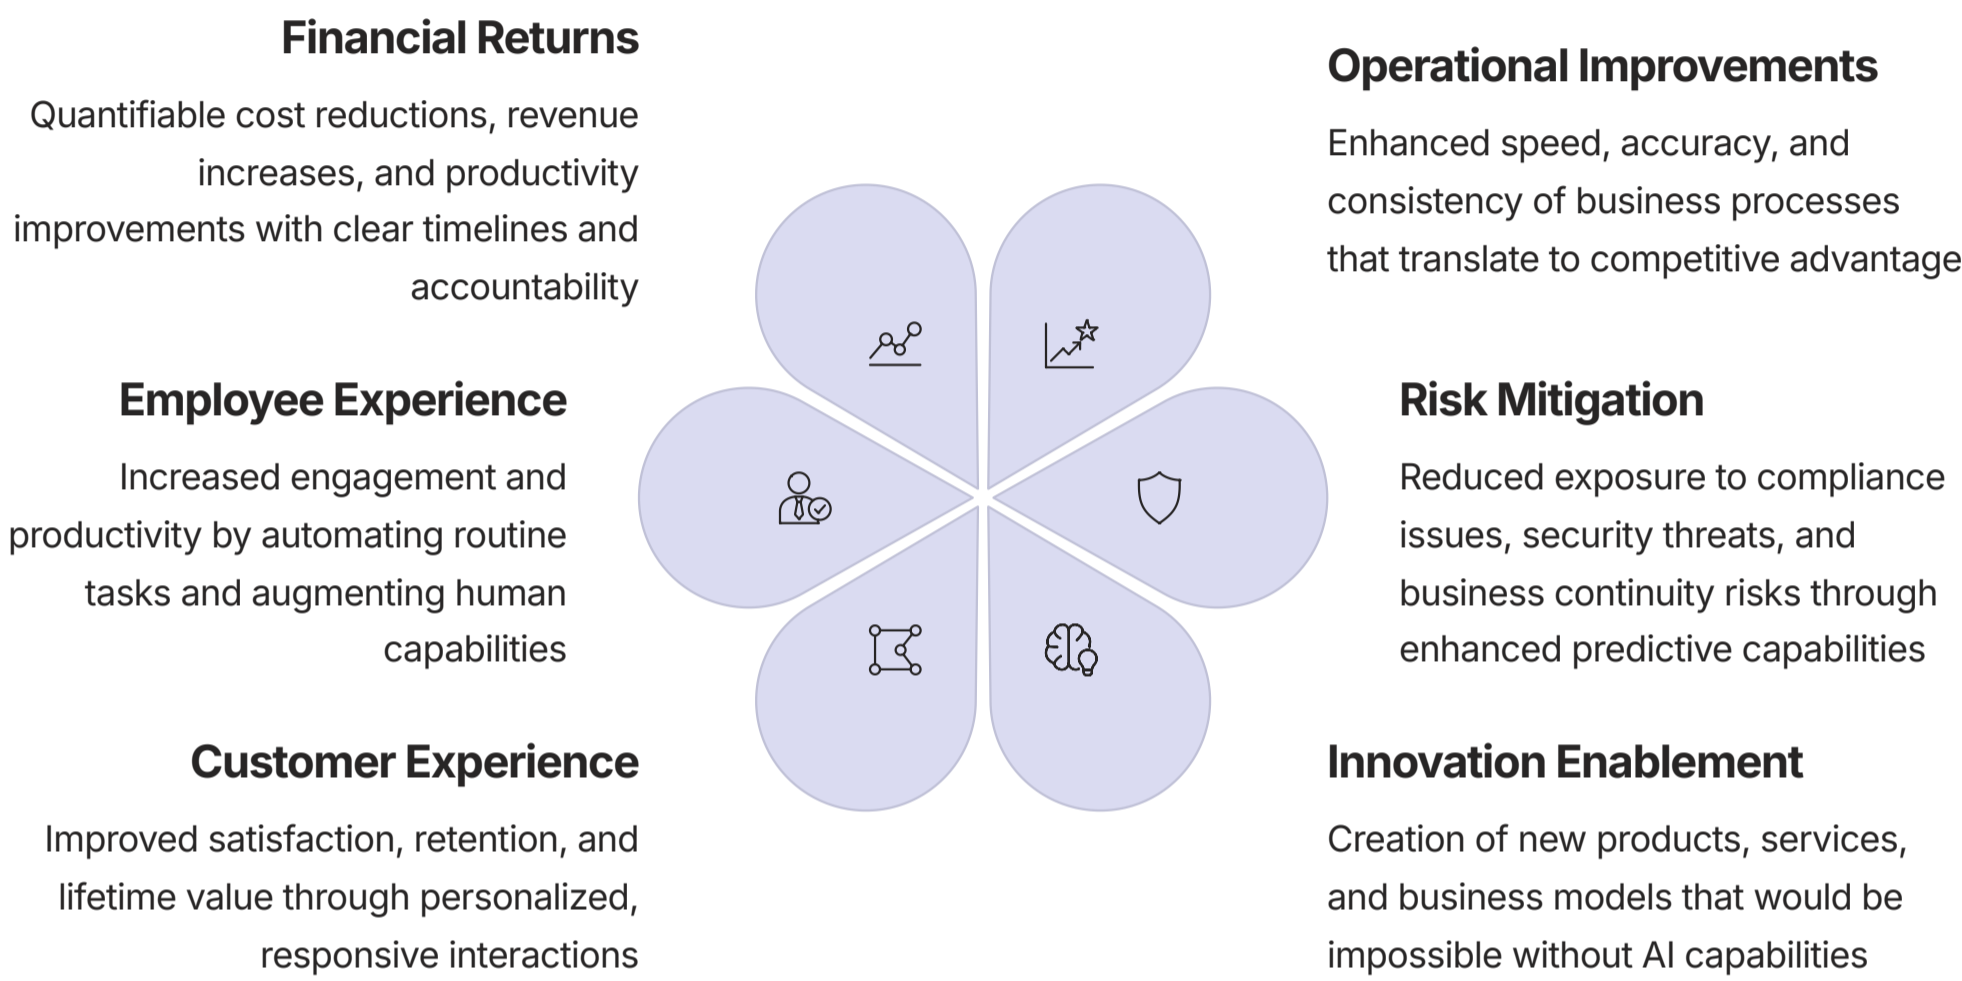 Financial Returns
Quantifiable cost reductions, revenue
increases, and productivity
improvements with clear timelines and
accountability
Operational Improvements
Enhanced speed, accuracy, and
consistency of business processes
that translate to competitive advantage
Employee Experience
Increased engagement and
productivity by automating routine
tasks and augmenting human
capabilities
Risk Mitigation
Reduced exposure to compliance
issues, security threats, and
business continuity risks through
enhanced predictive capabilities
Customer Experience
Improved satisfaction, retention, and
lifetime value through personalized,
responsive interactions
Innovation Enablement
Creation of new products, services,
and business models that would be
impossible without AI capabilities